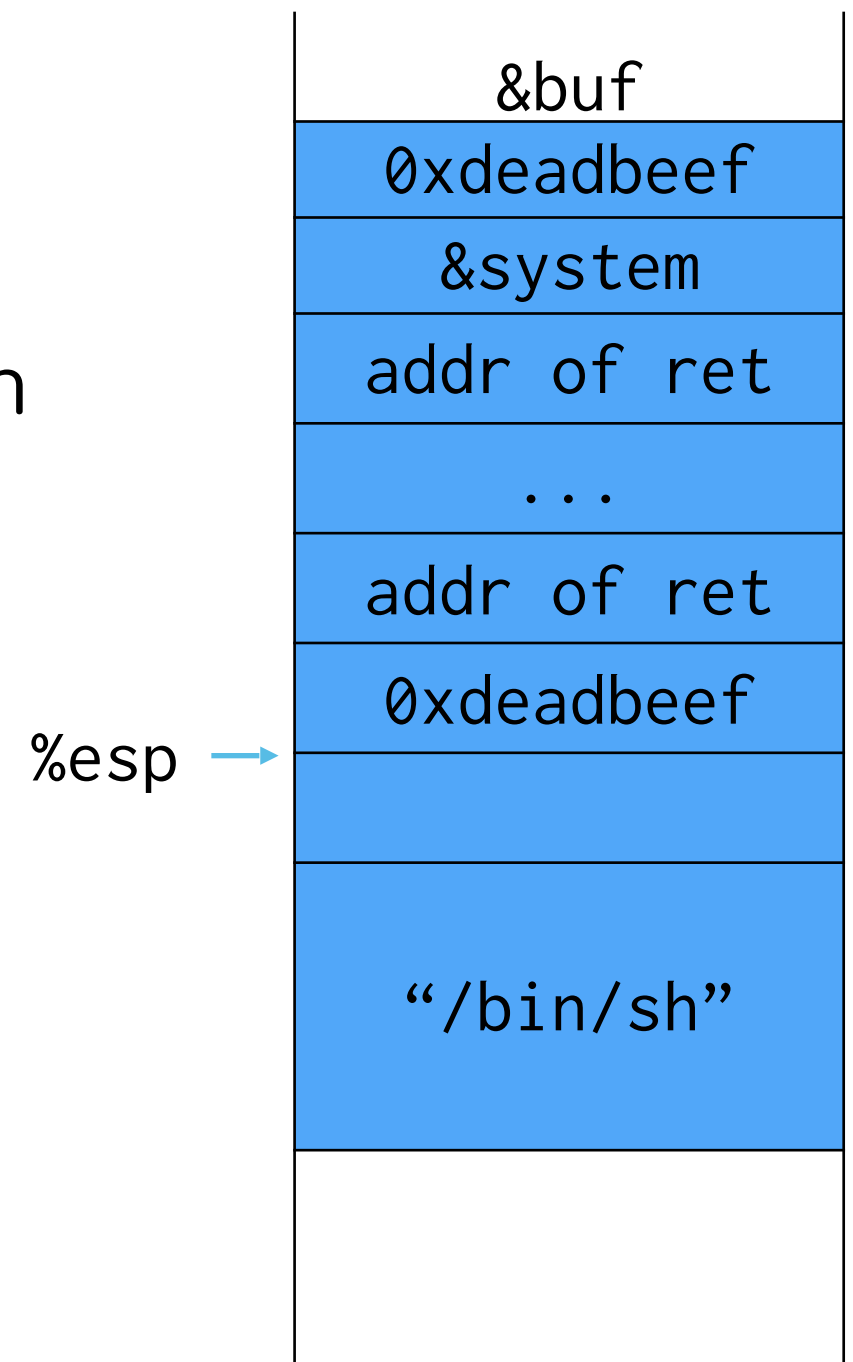 &buf
0xdeadbeef
&system
addr of ret
n
...
addr of ret
0xdeadbeef
%esp
“/bin/sh”